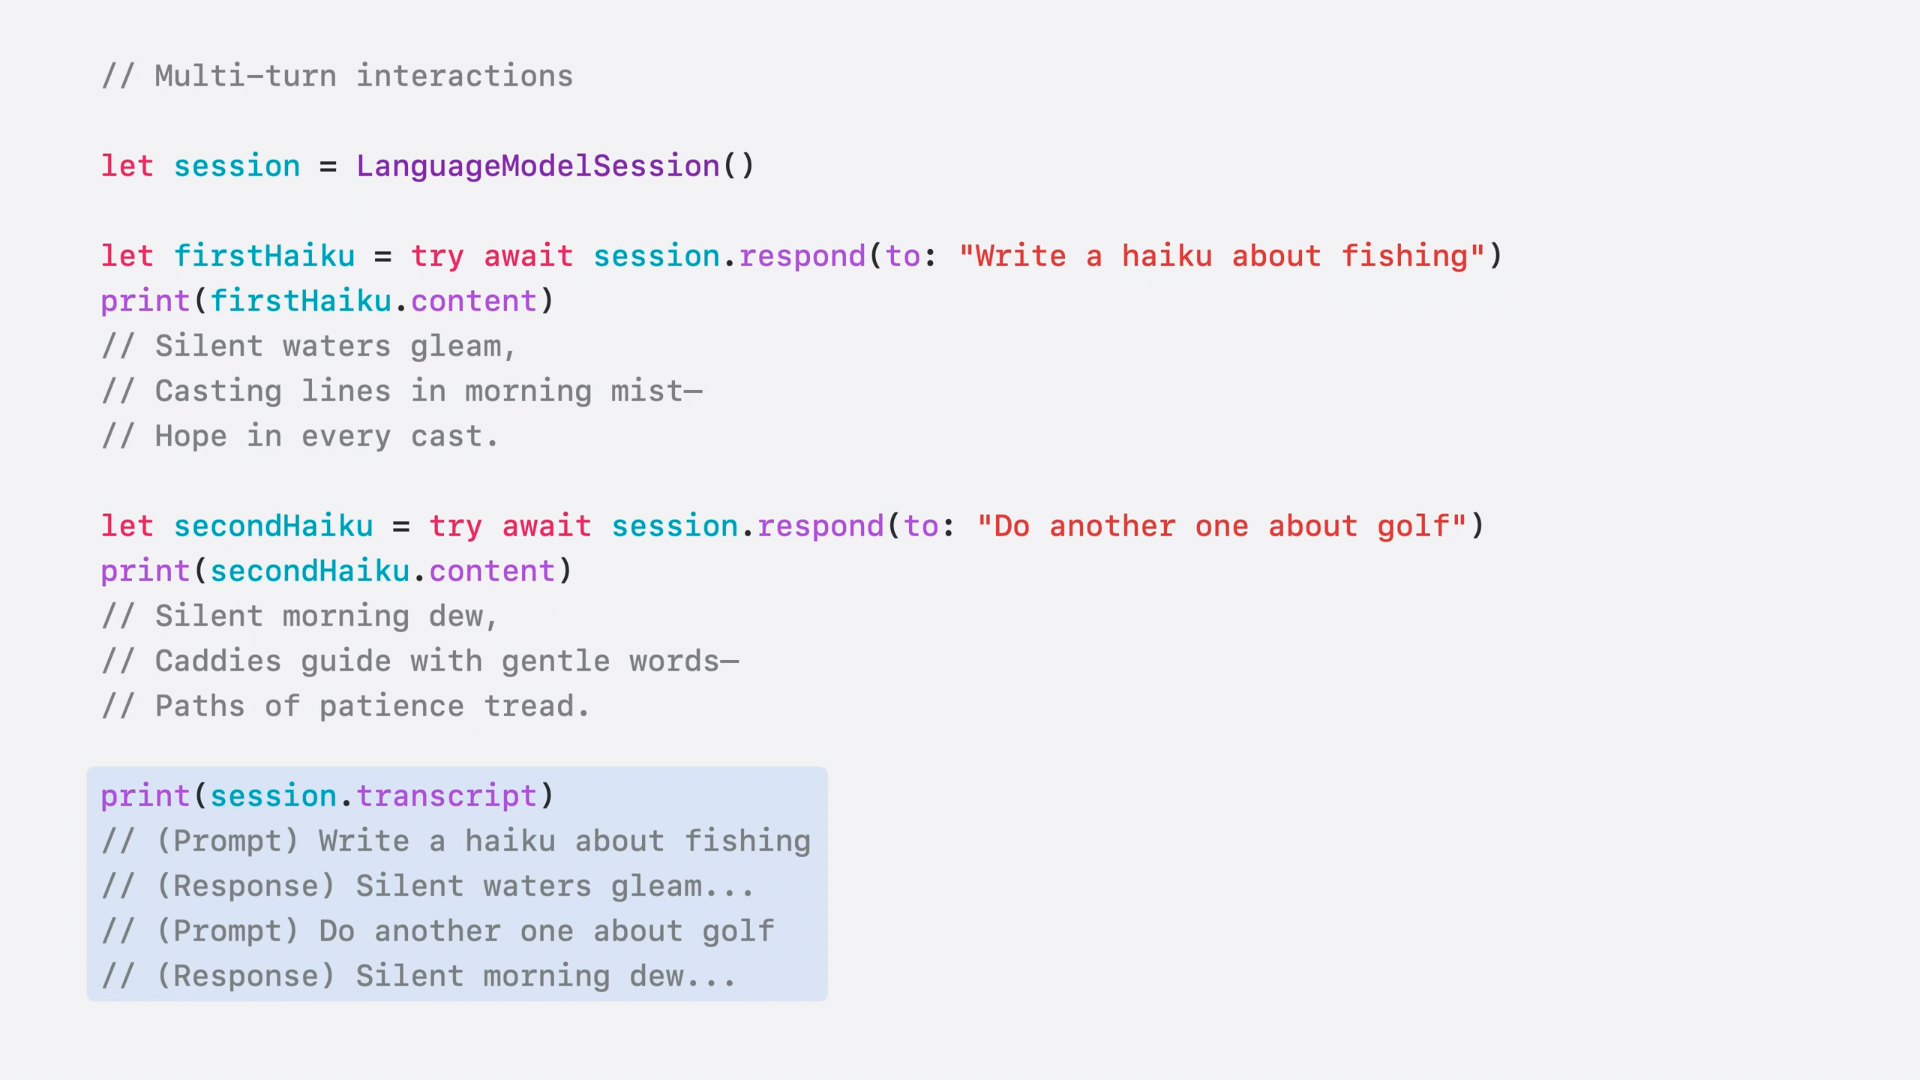 // Multi-turn interactions
let session = LanguageModelSession()
let firstHaiku = try await session.respond(to: "Write a haiku about fishing")
print(firstHaiku.content)
// Silent waters gleam,
// Casting lines in morning mist—
// Hope in every cast.
let secondHaiku = try await session.respond(to: "Do another one about golf")
print(secondHaiku.content)
// Silent morning dew,
// Caddies guide with gentle words—
// Paths of patience tread.
print(session.transcript)
// (Prompt) Write a haiku about fishing
// (Response) Silent waters gleam...
// (Prompt) Do another one about golf
// (Response) Silent morning dew...